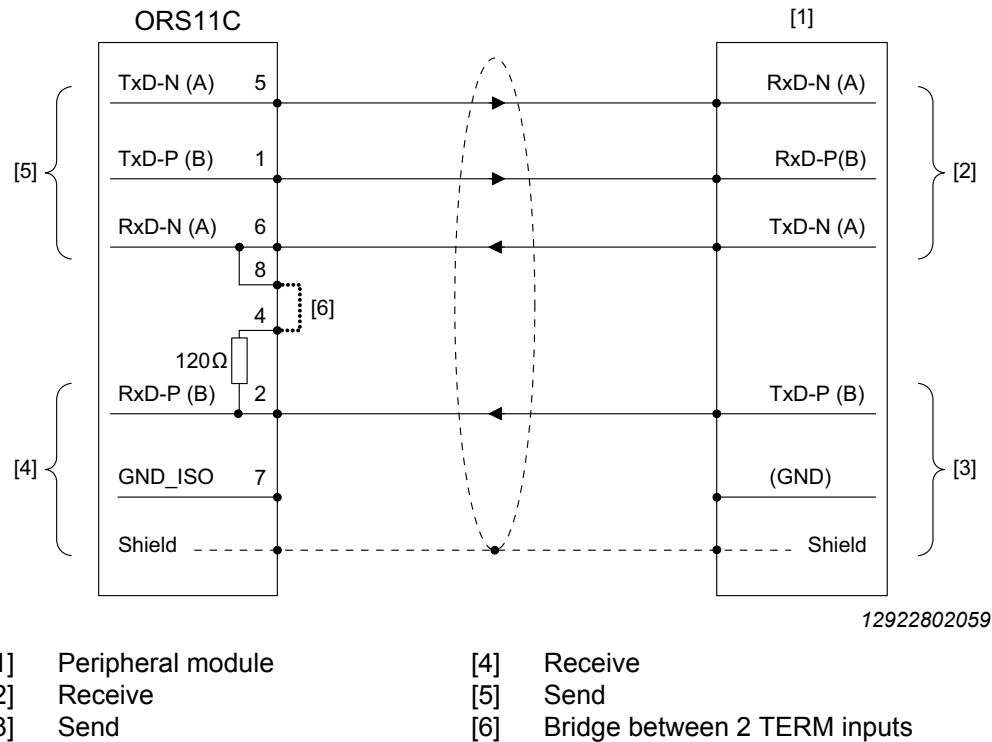 ORS11C [1]
TxD-N (A) 5 RxD-N (A)
[5] TxD-P (B) 1 RxD-P(B) [2]
RxD-N (A) 6 TxD-N (A)
8
4 [6]
120Ω
RxD-P (B) 2 TxD-P (B)
[4] GND_ISO 7 (GND) [3]
Shield Shield
12922802059
1] Peripheral module [4] Receive
2] Receive [5] Send
3] Send [6] Bridge between 2 TERM inputs